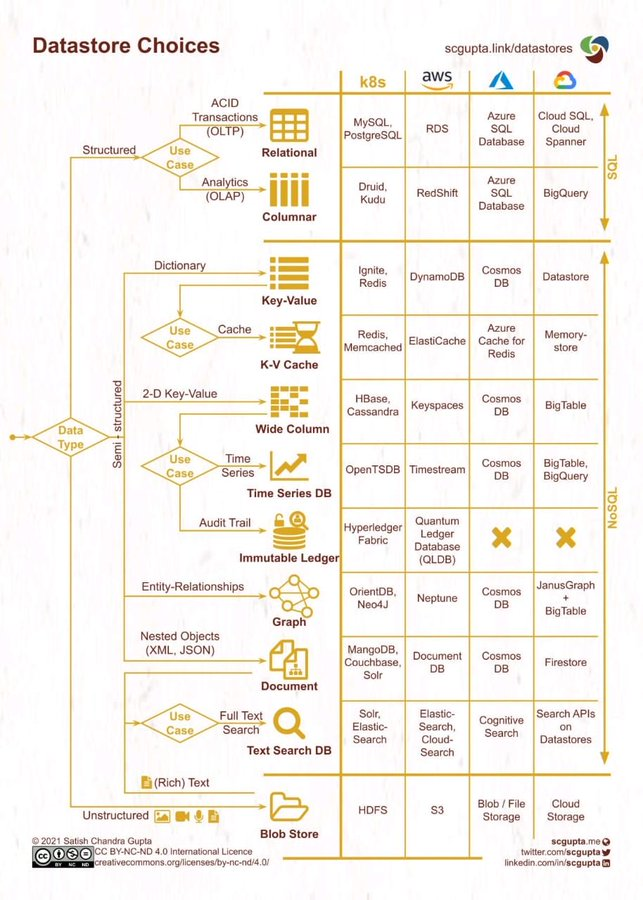 Datastore Choices
scgupta.link/datastores
k8s
aws
Structured
Use
Case
ACID
Transactions
(OLTP)
Relational
MySQL,
PostgreSQL
RDS
Azure
SQL
Database
Cloud SQL,
Cloud
Spanner
Analytics
(OLAP)
Columnar
Druid,
Kudu
RedShift
Azure
SQL
Database
BigQuery
SQL
Dictionary
Key-Value
Ignite,
Redis
DynamoDB
Cosmos
DB
Datastore
Use
Case
Cache
K-V Cache
Redis,
Memcached
ElastiCache
Azure
Cache for
Redis
Memory-
store
Semi - structured
2-D Key-Value
Wide Column
HBase,
Cassandra
Keyspaces
Cosmos
DB
BigTable
Data
Type
Use
Case
Time
Series
Time Series DB
OpenTSDB
Timestream
Cosmos
DB
BigTable,
BigQuery
NoSQL
Audit Trail
Immutable Ledger
Hyperledger
Fabric
Quantum
Ledger
Database
(QLDB)
Entity-Relationships
Graph
OrientDB,
Neo4J
Neptune
Cosmos
DB
JanusGraph
+
BigTable
Nested Objects
(XML, JSON)
Document
MangoDB,
Couchbase,
Solr
Document
DB
Cosmos
DB
Firestore
Use
Case
Full Text
Search
Text Search DB
Solr,
Elastic-
Search
Elastic-
Search,
Cloud-
Search
Cognitive
Search
Search APIs
on
Datastores
(Rich) Text
Unstructured
Blob Store
HDFS
S3
Blob / File
Storage
Cloud
Storage
© 2021 Satish Chandra Gupta
CC BY-NC-ND 4.0 International Licence
creativecommons.org/licenses/by-nc-nd/4.0/
cc
BY NC ND
scgupta.me
twitter.com/scgupta
linkedin.com/in/scgupta